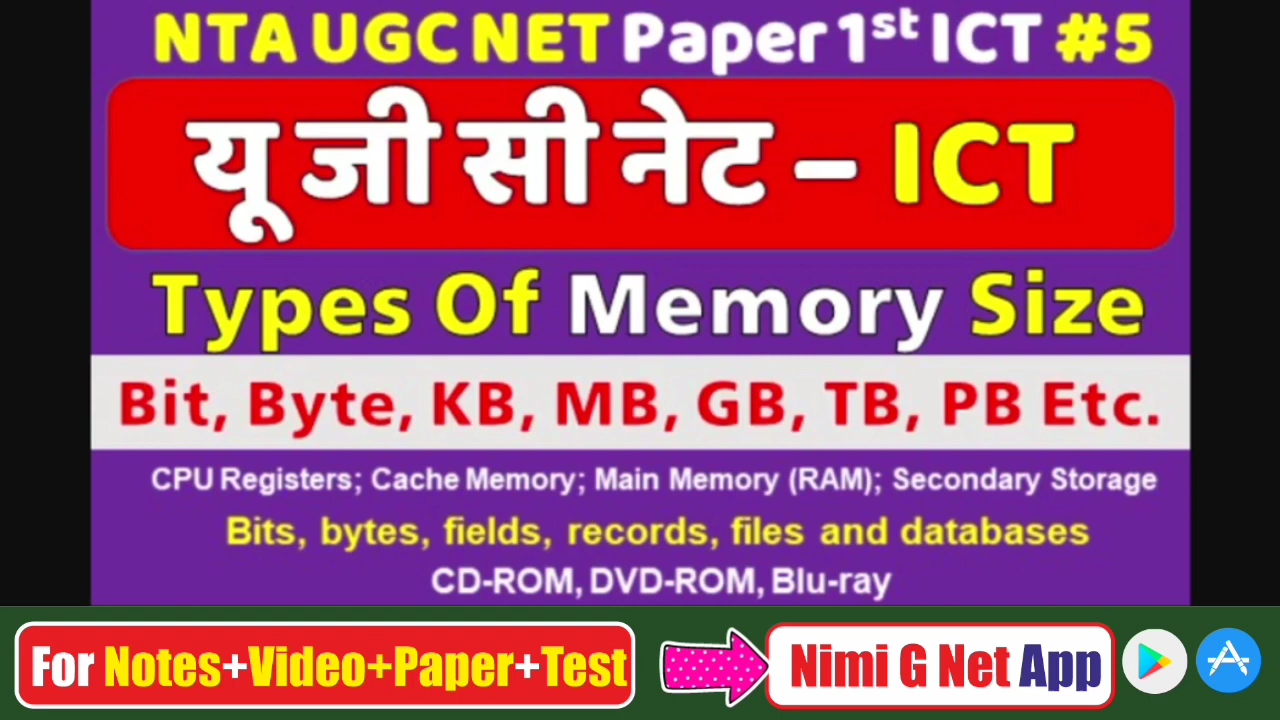 NTA UGC NET Paper 1st ICT #5
यू जी सी नेट – ICT
Types Of Memory Size
Bit, Byte, KB, MB, GB, TB, PB Etc.
CPU Registers; Cache Memory; Main Memory (RAM); Secondary Storage
Bits, bytes, fields, records, files and databases
CD-ROM, DVD-ROM, Blu-ray
For Notes+Video+Paper+Test
Nimi G Net App